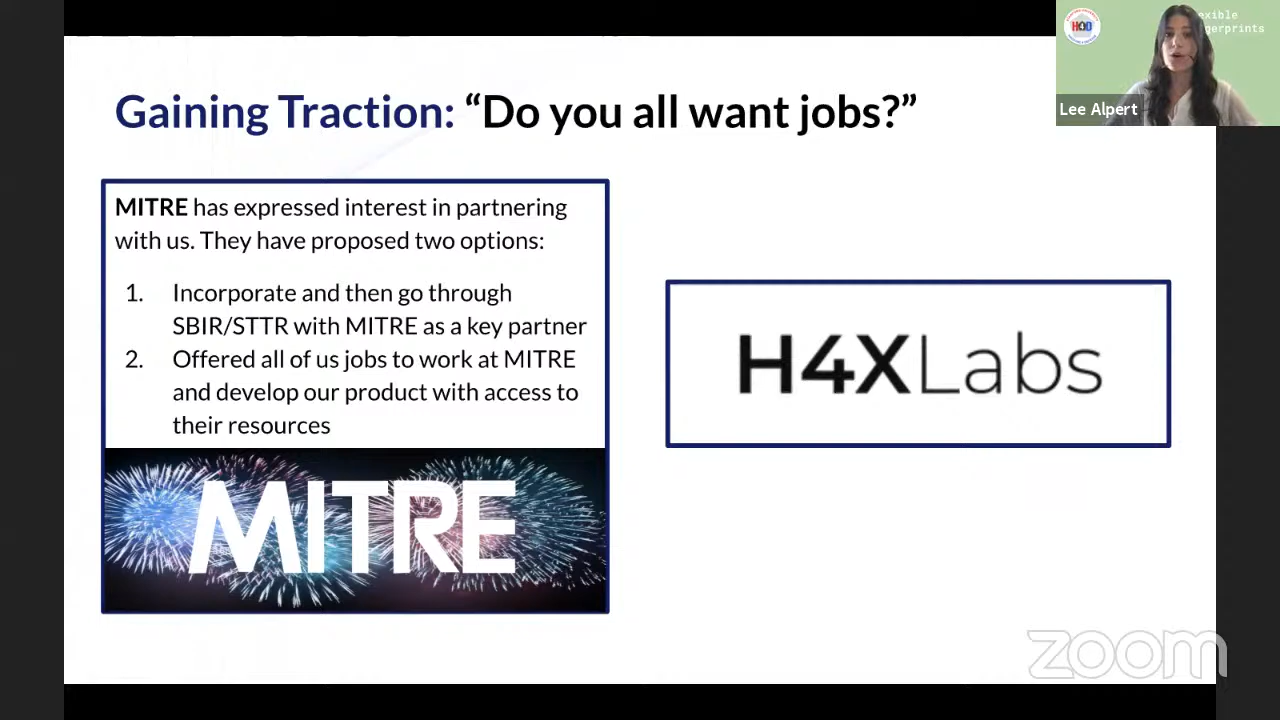 Gaining Traction: “Do you all want jobs?”
MITRE has expressed interest in partnering
with us. They have proposed two options:
1. Incorporate and then go through
SBIR/STTR with MITRE as a key partner
2. Offered all of us jobs to work at MITRE
and develop our product with access to
their resources
MITRE
H4XLabs
H4D
exible
gerprints
Lee Alpert
zoom